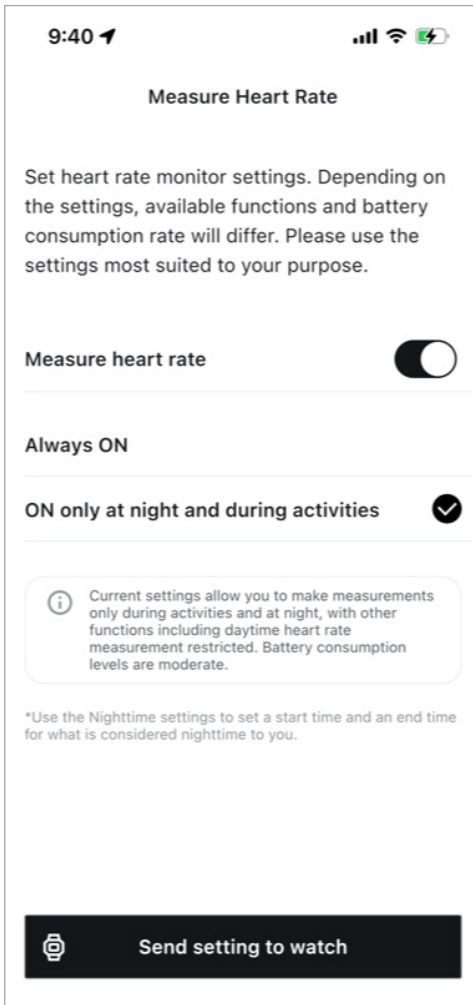 9:40
Measure Heart Rate
Set heart rate monitor settings. Depending on
the settings, available functions and battery
consumption rate will differ. Please use the
settings most suited to your purpose.
Measure heart rate
Always ON
ON only at night and during activities
Current settings allow you to make measurements
only during activities and at night, with other
functions including daytime heart rate
measurement restricted. Battery consumption
levels are moderate.
*Use the Nighttime settings to set a start time and an end time
for what is considered nighttime to you.
Send setting to watch